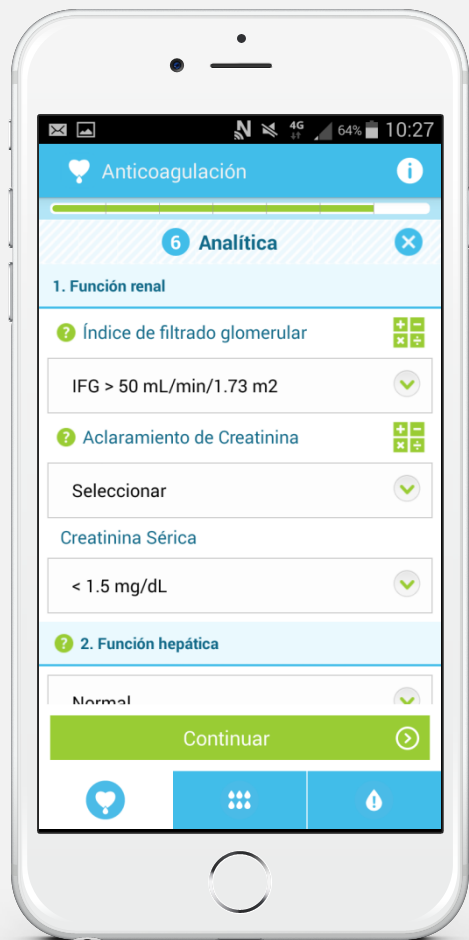 4G 64% 10:27
Anticoagulación
6 Analítica
1. Función renal
Índice de filtrado glomerular
IFG > 50 mL/min/1.73 m2
Aclaramiento de Creatinina
Seleccionar
Creatinina Sérica
< 1.5 mg/dL
2. Función hepática
Normal
Continuar